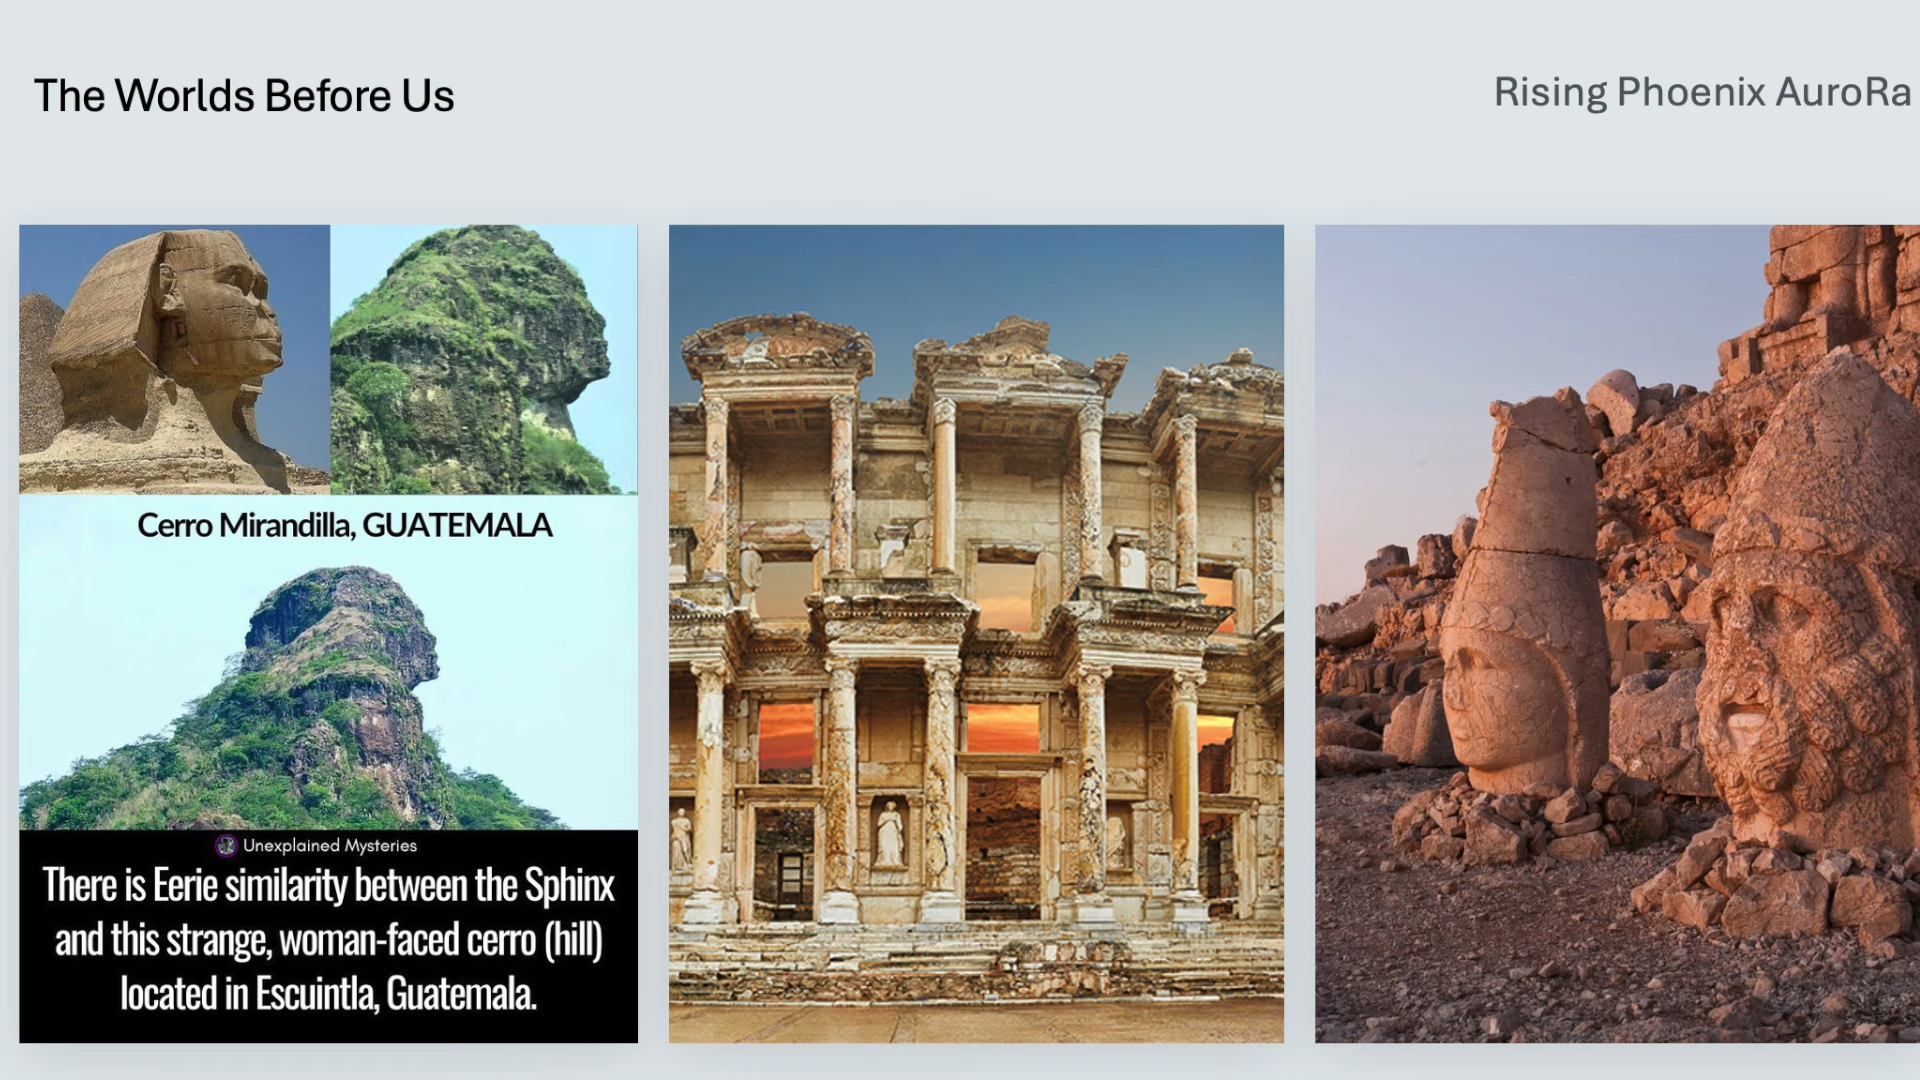 The Worlds Before Us
Rising Phoenix AuroRa
Cerro Mirandilla, GUATEMALA
Unexplained Mysteries
There is Eerie similarity between the Sphinx
and this strange, woman-faced cerro (hill)
located in Escuintla, Guatemala.